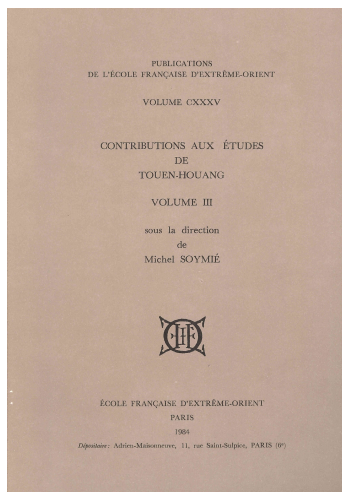 PUBLICATIONS
DE L'ÉCOLE FRANÇAISE D'EXTRÊME-ORIENT
VOLUME CXXXV
CONTRIBUTIONS AUX ÉTUDES
DE
TOUEN-HOUANG
VOLUME III
sous la direction
de
Michel SOYMIÉ
ÉCOLE FRANÇAISE D'EXTRÊME-ORIENT
PARIS
1984
Dépositaire : Adrien-Maisonneuve, 11, rue Saint-Sulpice, PARIS (6e)